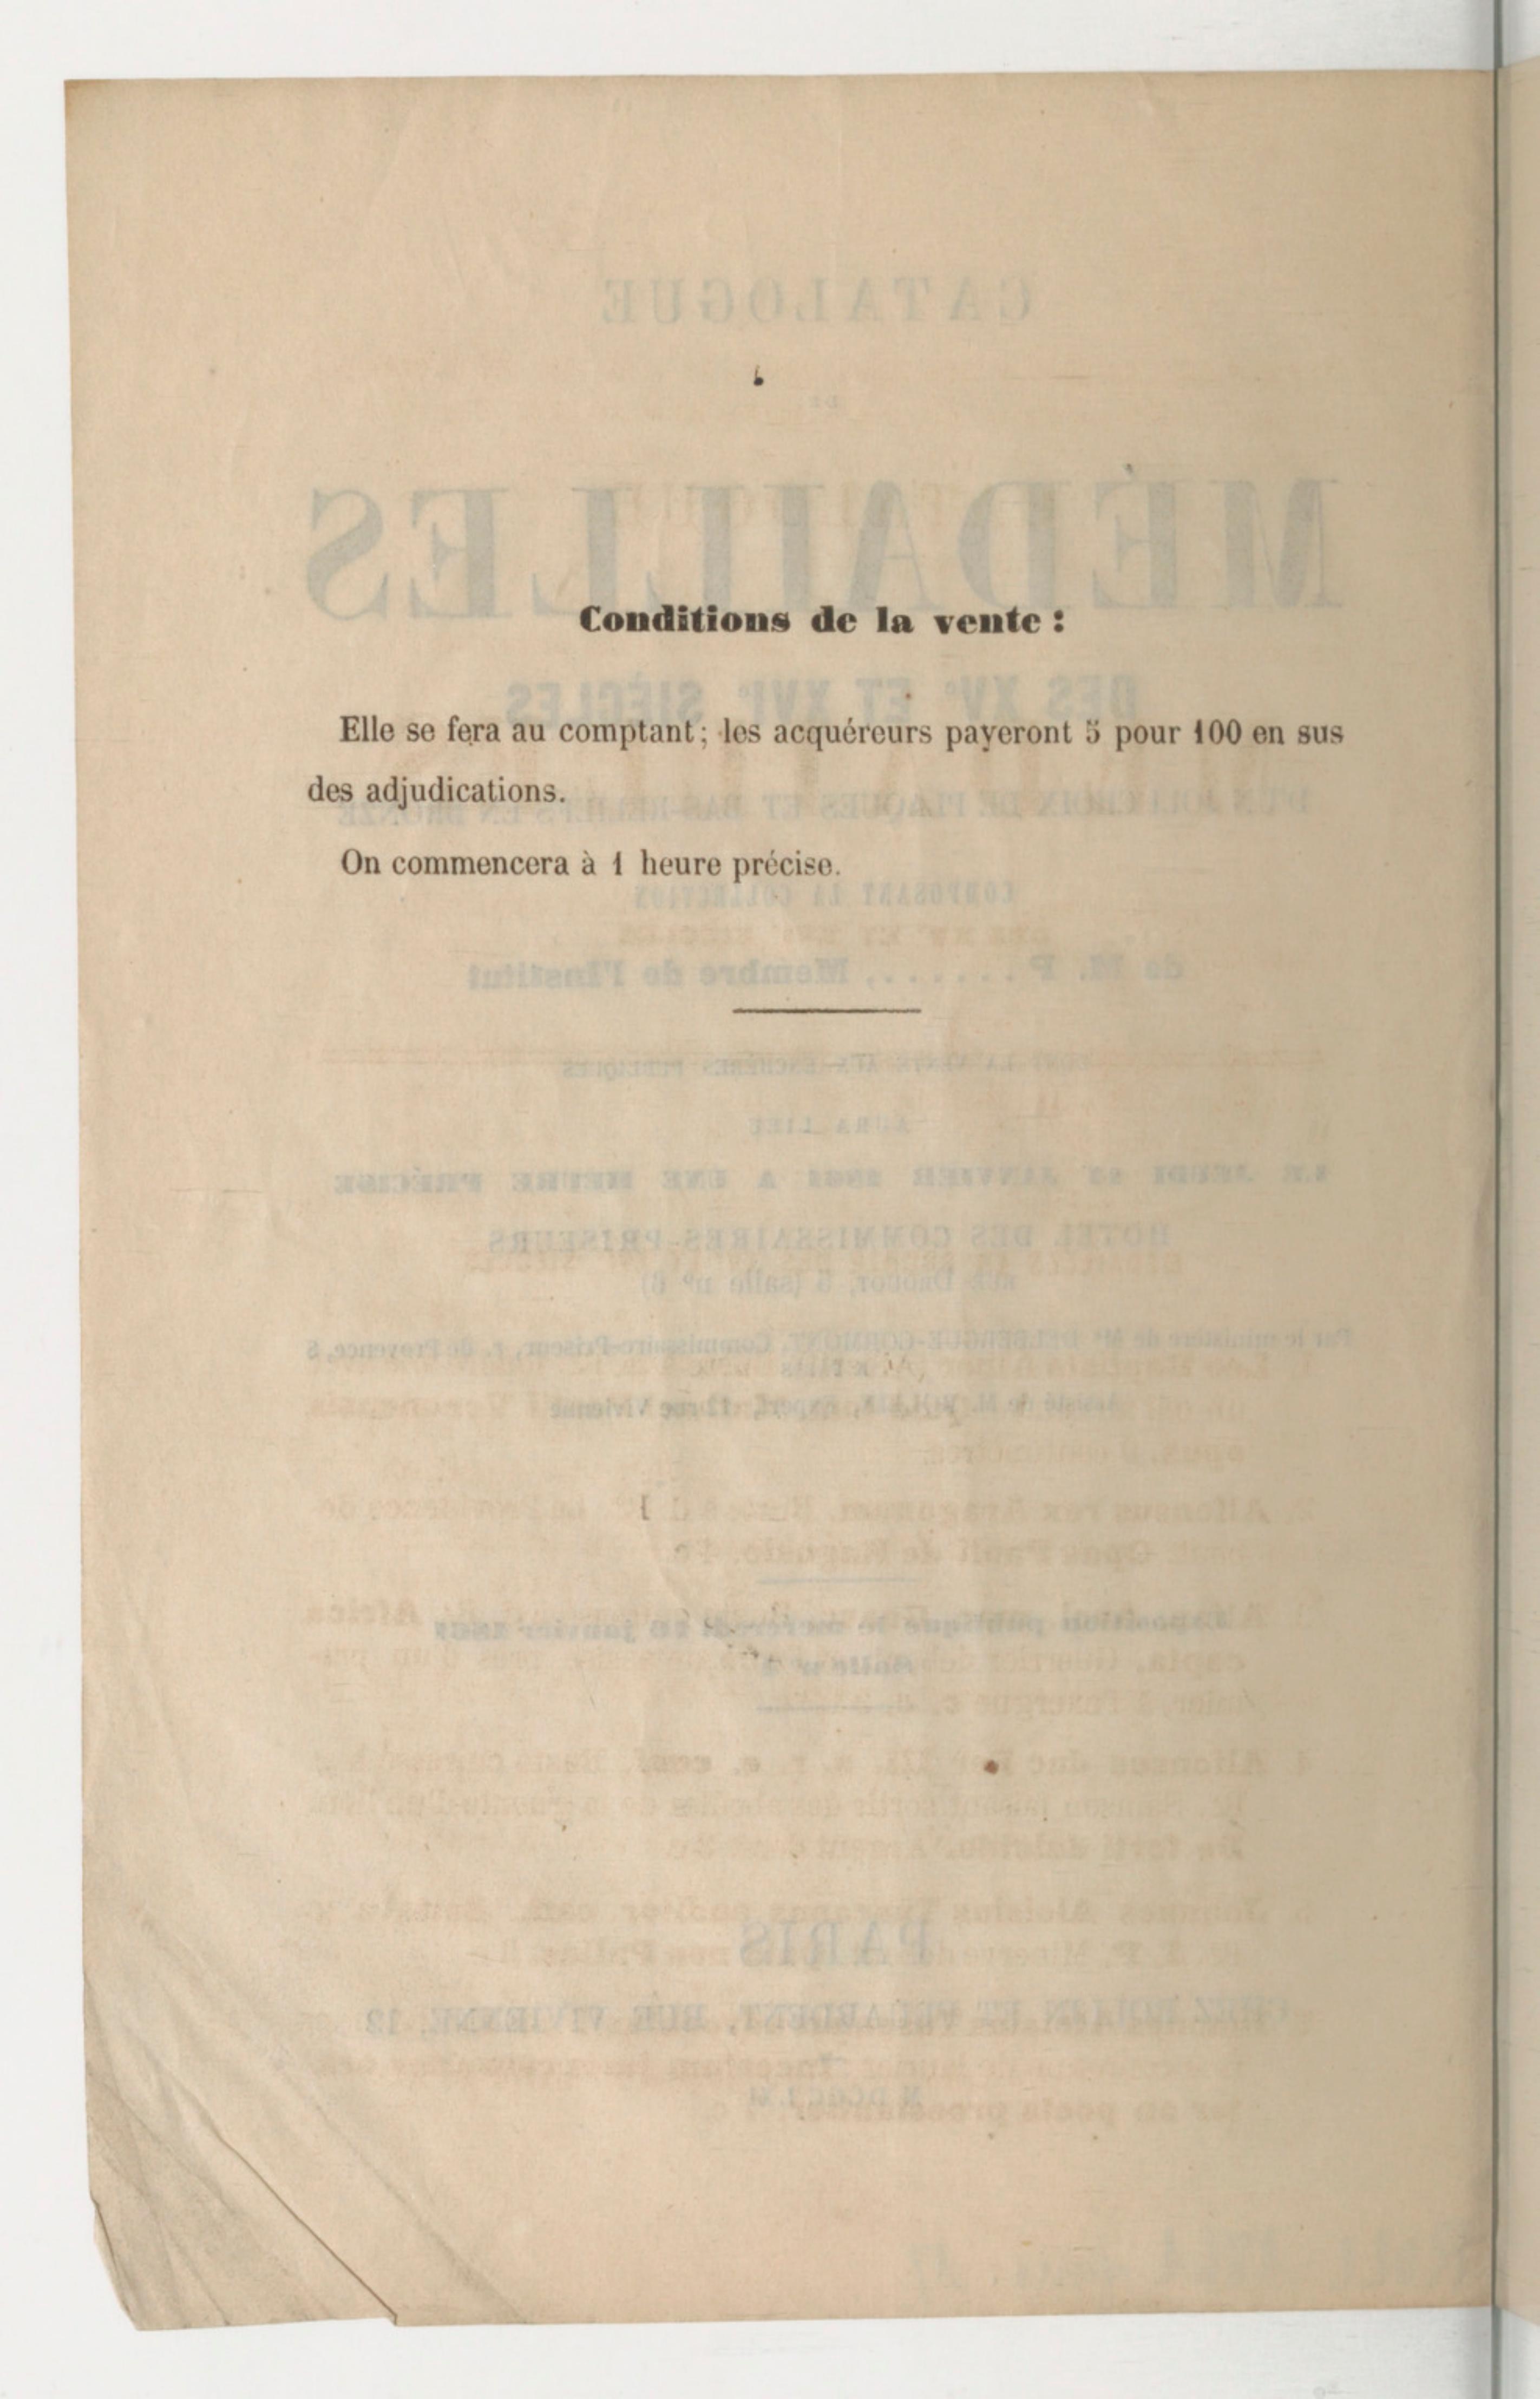 Conditions de la vente :
Elle se fera au comptant ; les acquéreurs payeront 5 pour 100 en sus
des adjudications.
On commencera à 1 heure précise.